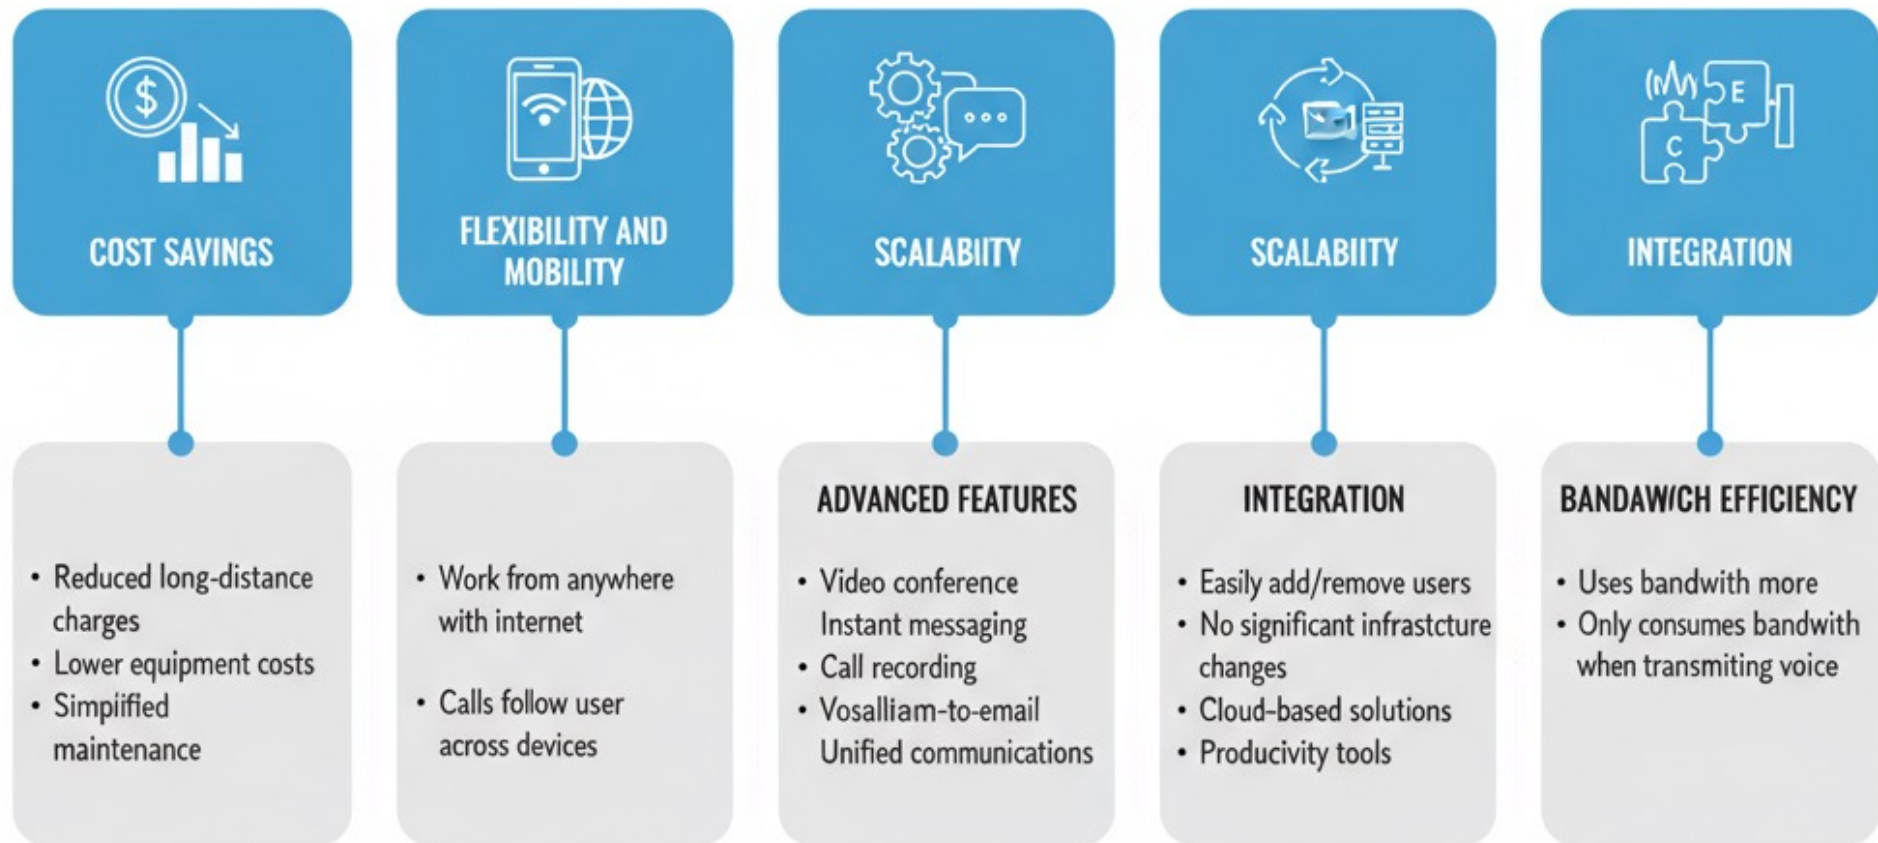 COST SAVINGS
• Reduced long-distance
charges
• Lower equipment costs
• Simpiified
maintenance
FLEXIBILITY AND
MOBILITY
• Work from anywhere
with internet
• Calls follow user
across devices
SCALABIITY
ADVANCED FEATURES
• Video conference
Instant messaging
• Call recording
• Vosalliam-to-email
Unified communications
SCALABIITY
INTEGRATION
• Easily add/remove users
• No significant infrastcture
changes
• Cloud-based solutions
• Producivity tools
E
C
INTEGRATION
BANDAW/CH EFFICIENCY
• Uses bandwith more
• Only consumes bandwith
when transmiting voice